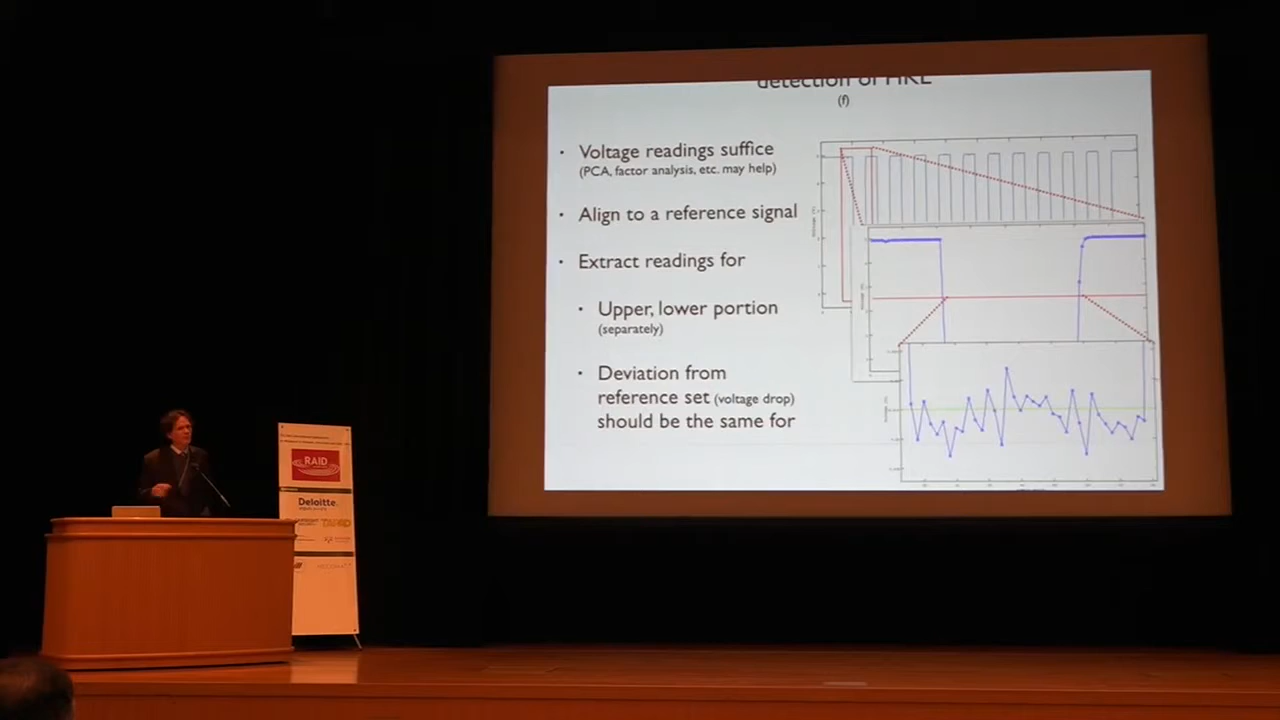 detection of HKL
(f)
• Voltage readings suffice
(PCA, factor analysis, etc. may help)
• Align to a reference signal
• Extract readings for
• Upper, lower portion
(separately)
• Deviation from
reference set (voltage drop)
should be the same for
RAID
Deloitte.